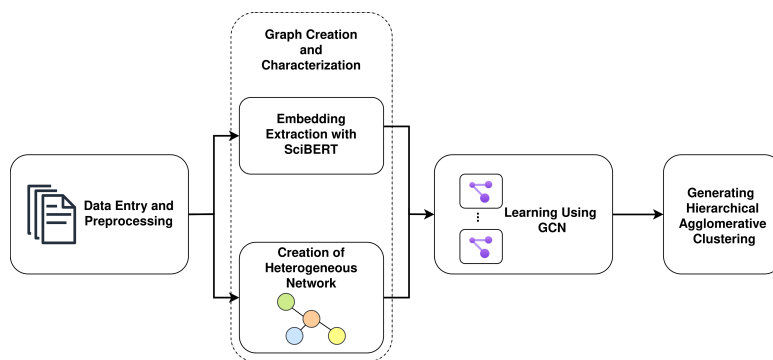 Data Entry and
Preprocessing
Graph Creation
and
Characterization
Embedding
Extraction with
SciBERT
Creation of
Heterogeneous
Network
Learning Using
GCN
Generating
Hierarchical
Agglomerative
Clustering